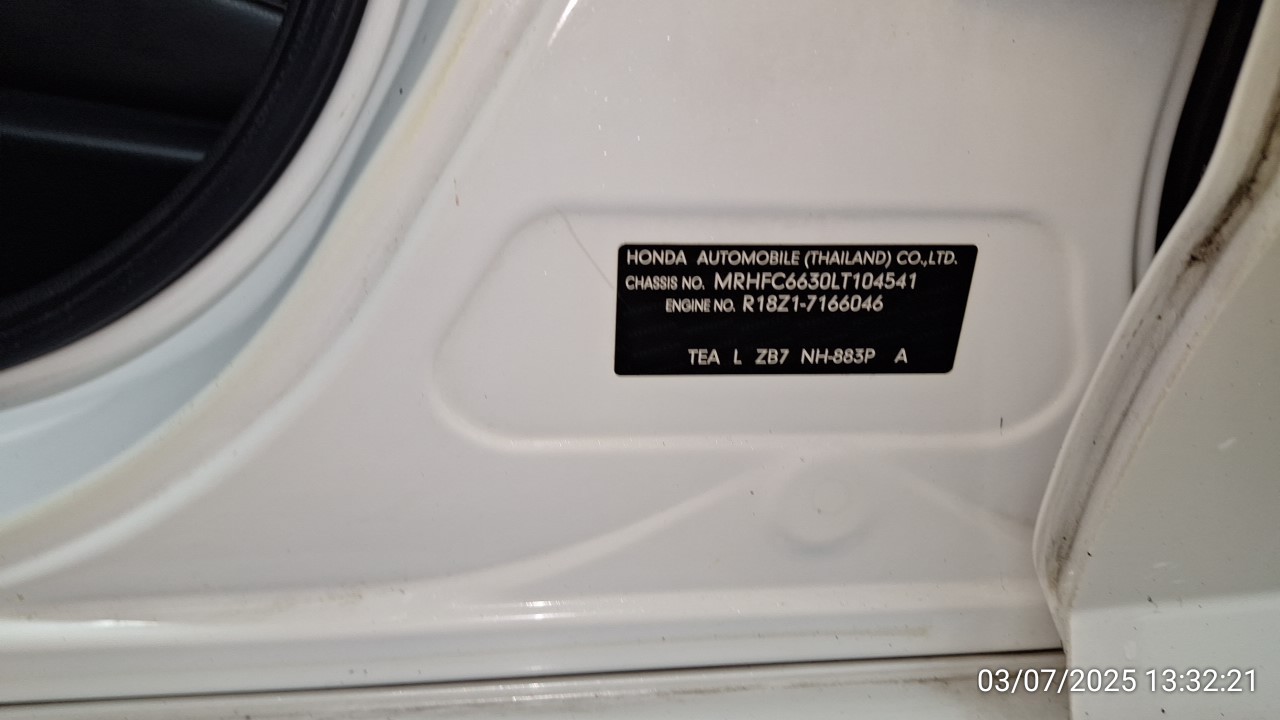 HONDA AUTOMOBILE (THAILAND) CO.,LTD.
CHASSIS NO. MRHFC6630LT104541
ENGINE NO. R18Z1-7166046
TEA L ZB7 NH-883P A
03/07/2025 13:32:21